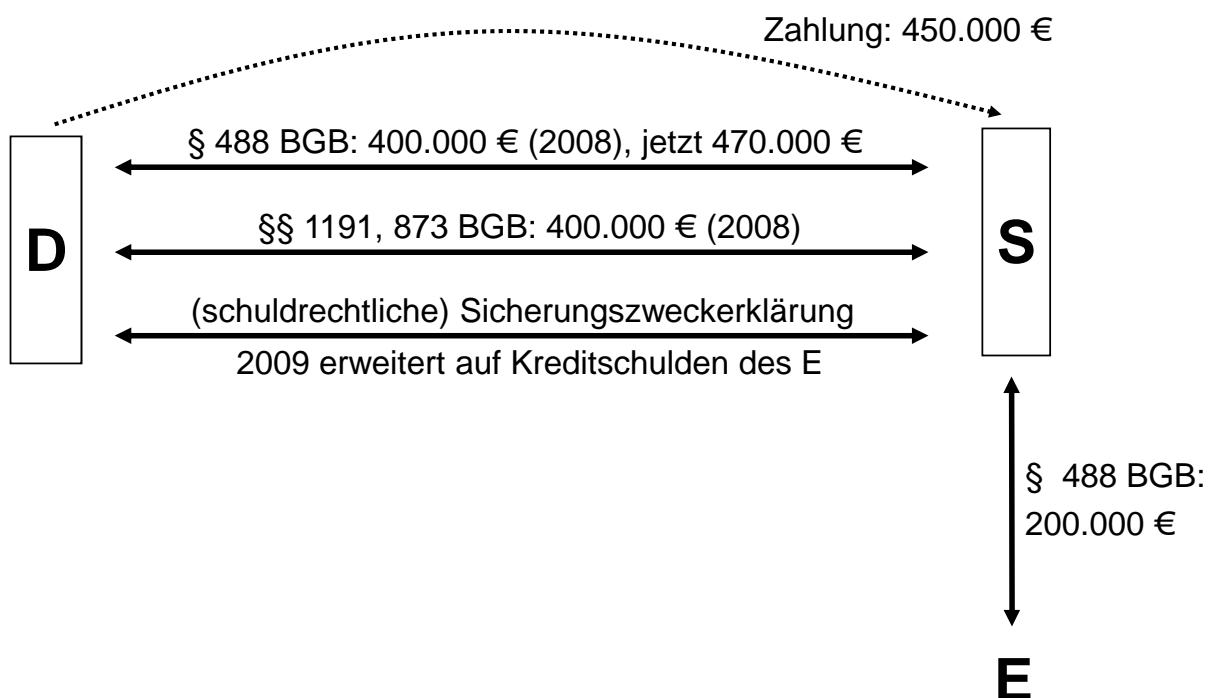 Zahlung: 450.000 €
§ 488 BGB: 400.000 € (2008), jetzt 470.000 €
§§ 1191, 873 BGB: 400.000 € (2008)
D
S
(schuldrechtliche) Sicherungszweckerklärung
2009 erweitert auf Kreditschulden des E
§ 488 BGB:
200.000 €
E